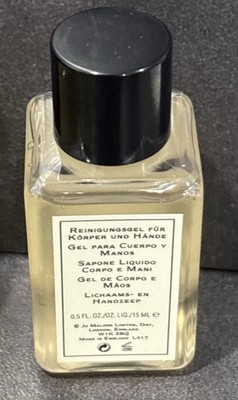 Reinigungsgel für
Körper und Hände
Gel para Cuerpo y
Manos
Sapone Liquido
Corpo e Mani
Gel de Corpo e
Mãos
Lichaams- en
Handzeep
0.5 FL.OZ./OZ. LIQ./15 ML e
© Jo Malone Limited, Dist.,
London, England
W1K 3BQ
Made in England L417